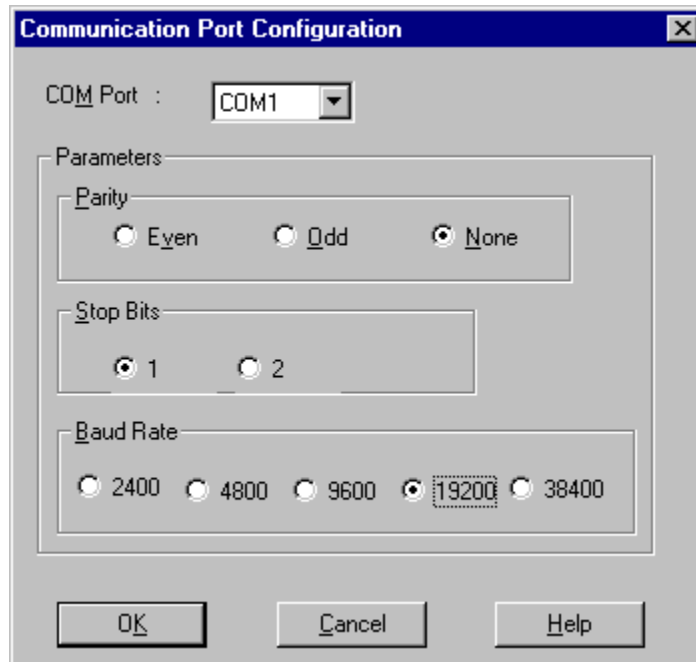 Communication Port Configuration
COM Port : COM1
Parameters
Parity
Even Odd None
Stop Bits
1 2
Baud Rate
2400 4800 9600 19200 38400
OK Cancel Help